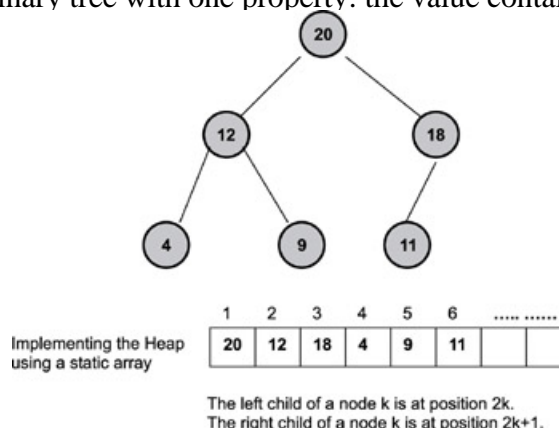 tree with one property: the value
20
12 18
4 9 11
1 2 3 4 5 6 ..... ......
Implementing the Heap
using a static array
20 12 18 4 9 11
The left child of a node k is at position 2k.
The right child of a node k is at position 2k+1.